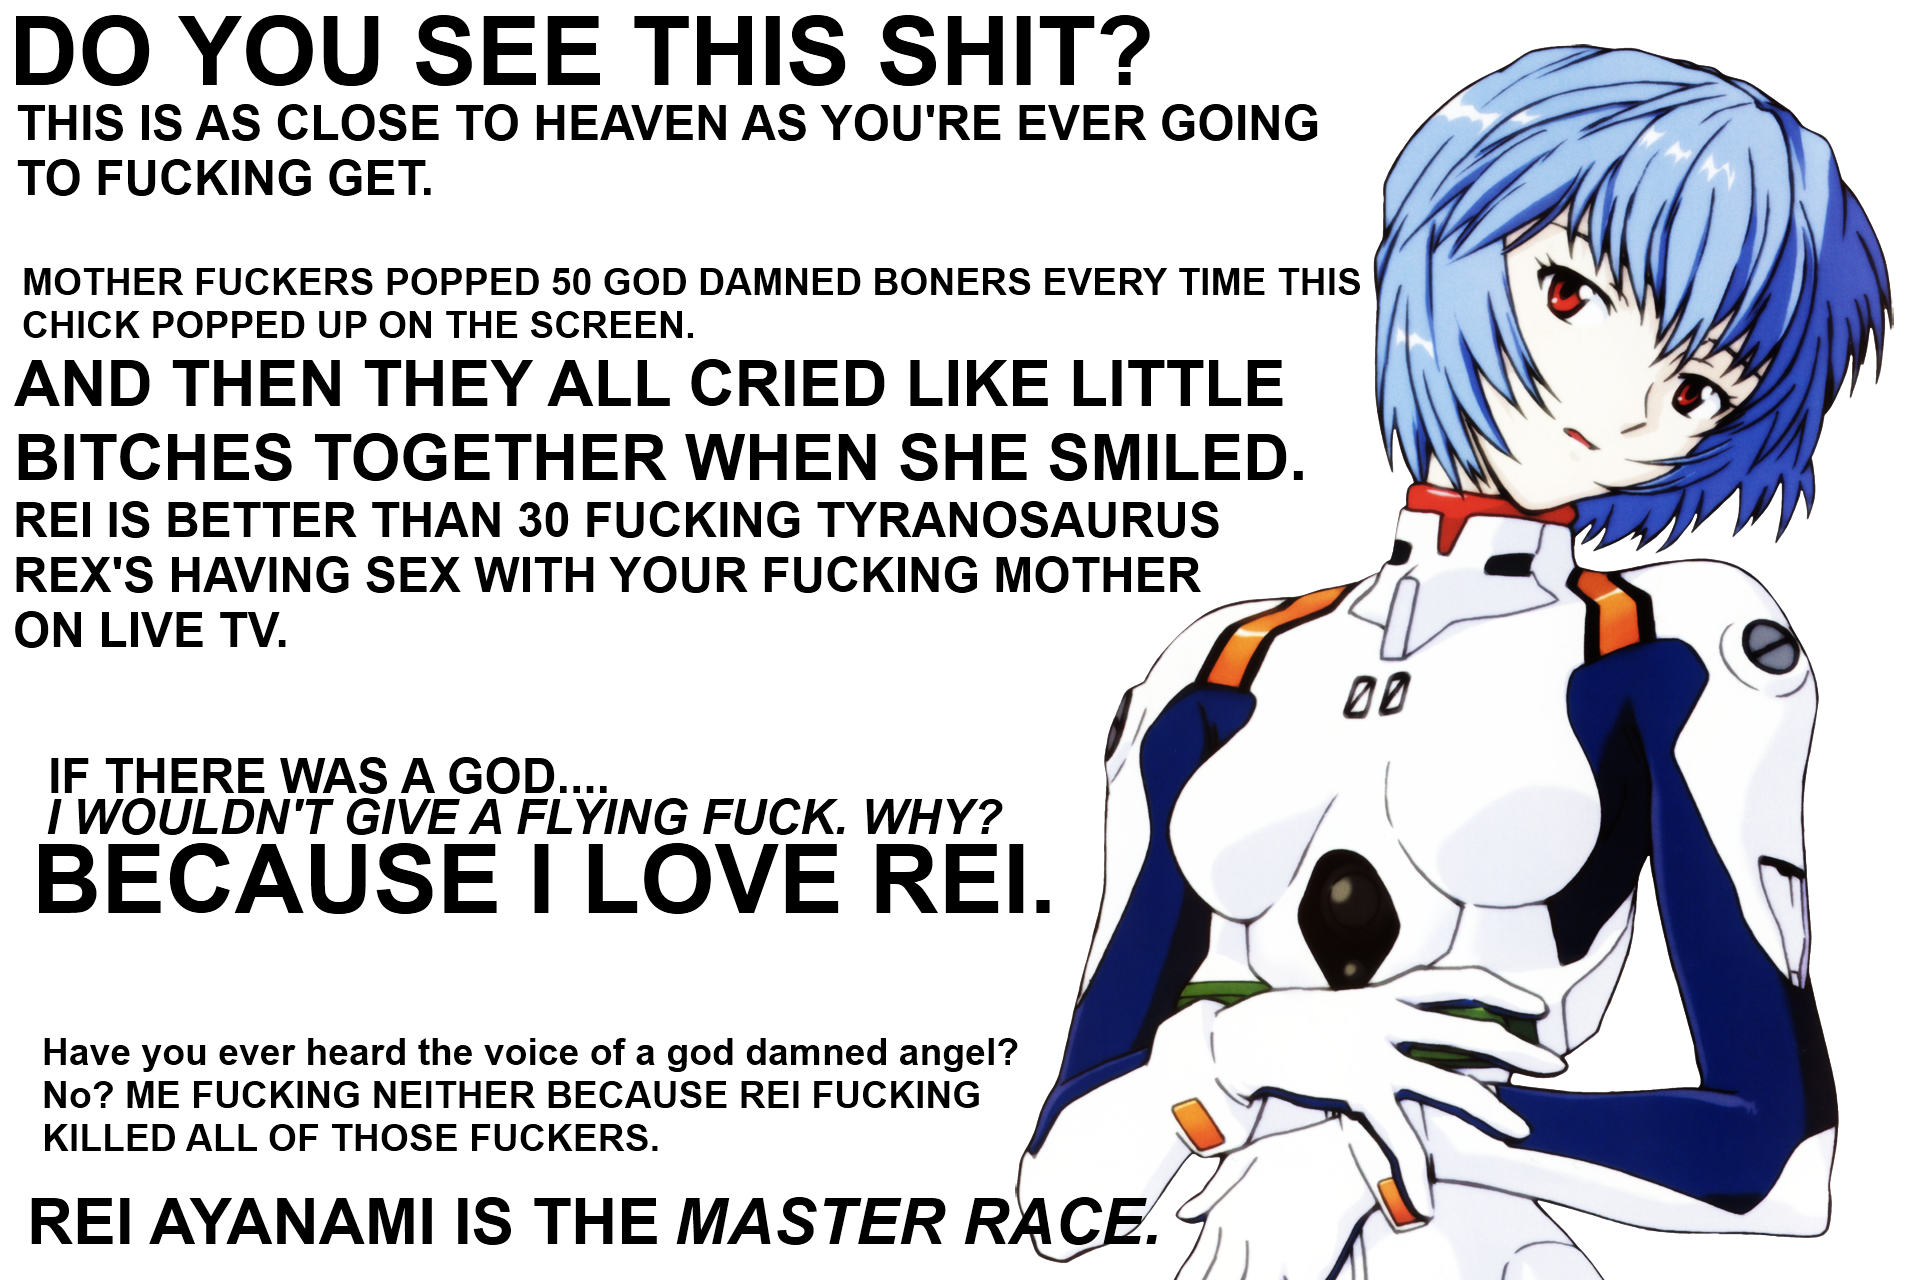 DO YOU SEE THIS SHIT?
THIS IS AS CLOSE TO HEAVEN AS YOU'RE EVER GOING
TO FUCKING GET.
MOTHER FUCKERS POPPED 50 GOD DAMNED BONERS EVERY TIME THIS
CHICK POPPED UP ON THE SCREEN.
AND THEN THEY ALL CRIED LIKE LITTLE
BITCHES TOGETHER WHEN SHE SMILED.
REI IS BETTER THAN 30 FUCKING TYRANOSAURUS
REX'S HAVING SEX WITH YOUR FUCKING MOTHER
ON LIVE TV.
00
IF THERE WAS A GOD....
I WOULDN'T GIVE A FLYING FUCK. WHY?
BECAUSE I LOVE REI.
Have you ever heard the voice of a god damned angel?
No? ME FUCKING NEITHER BECAUSE REI FUCKING
KILLED ALL OF THOSE FUCKERS.
REI AYANAMI IS THE MASTER RACE.